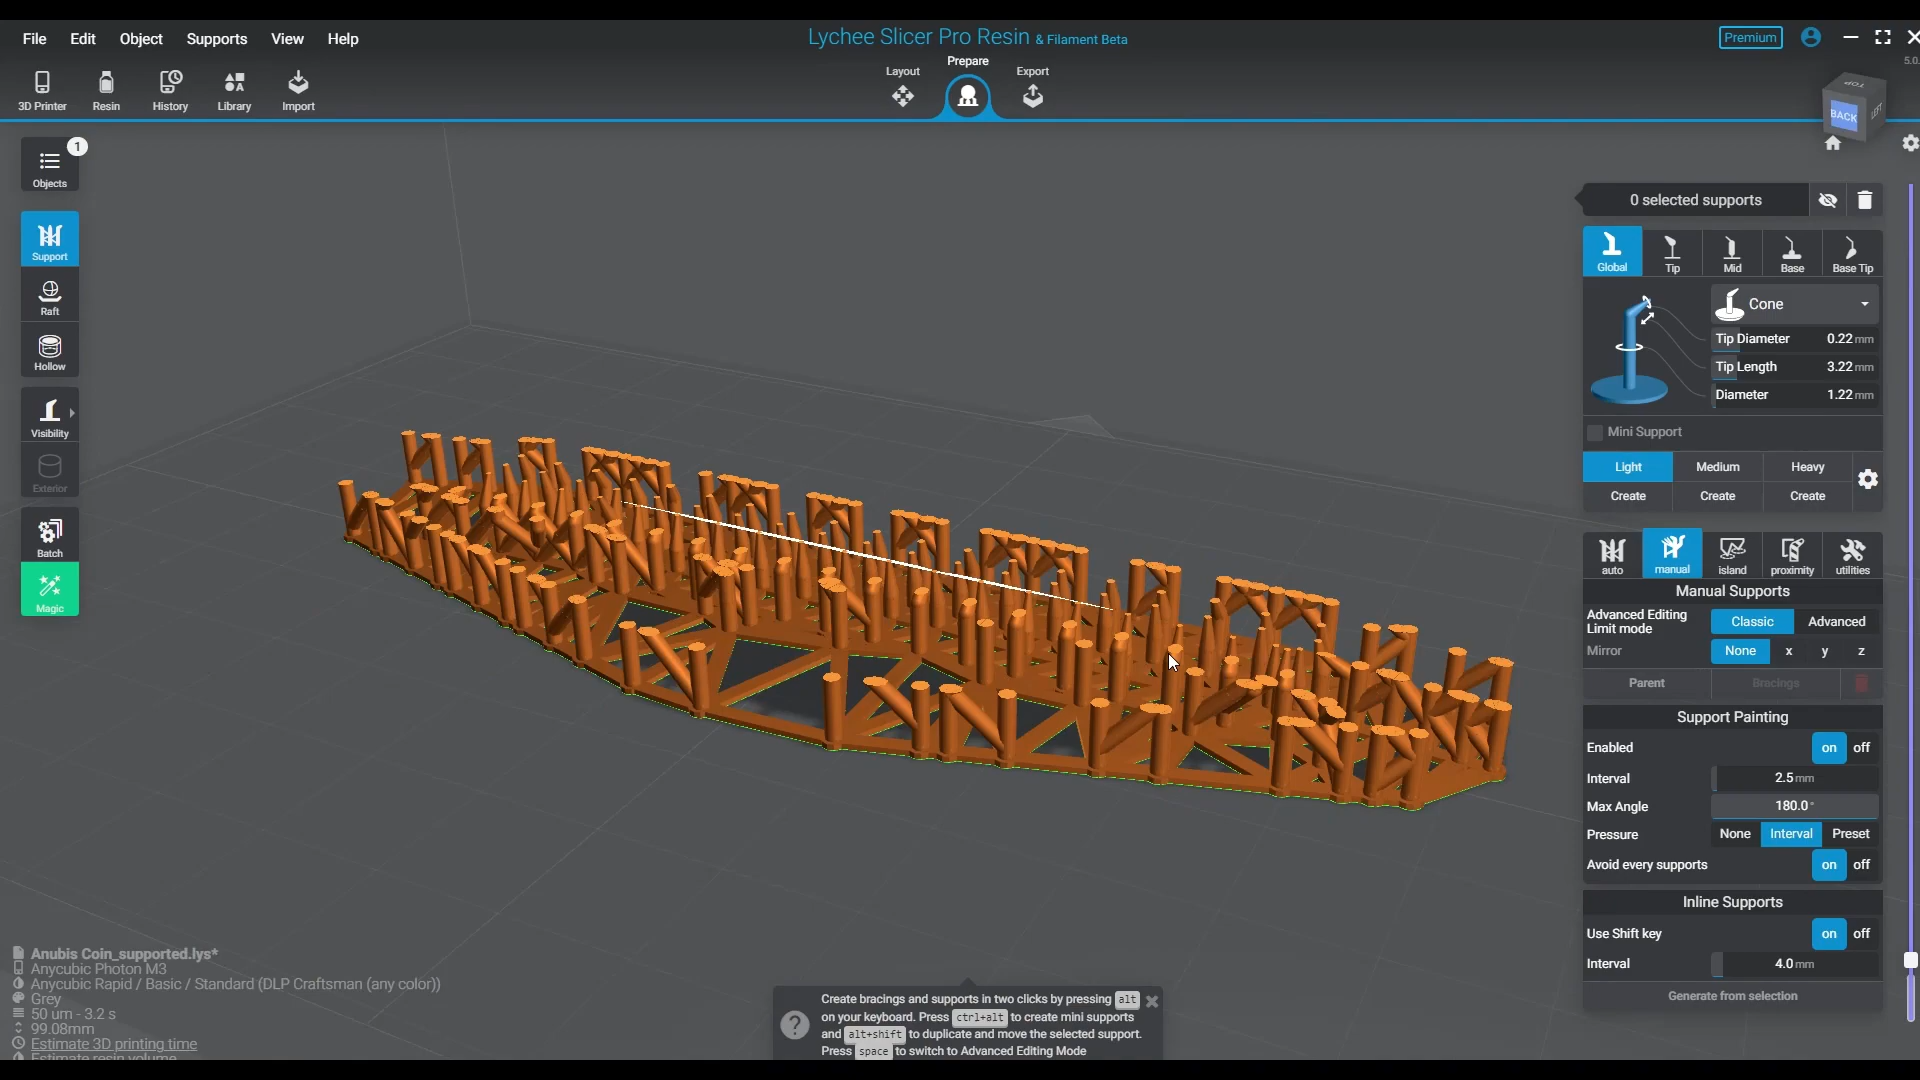 File Edit Object Supports View Help
Lychee Slicer Pro Resin & Filament Beta
Premium
5.0.
3D Printer Resin History Library Import
Layout Prepare Export
TOP
BACK LEFT
1
Objects
Support
Raft
Hollow
Visibility
Exterior
Batch
Magic
0 selected supports
Global Tip Mid Base Base Tip
Cone
Tip Diameter 0.22 mm
Tip Length 3.22 mm
Diameter 1.22 mm
Mini Support
Light Medium Heavy
Create Create Create
auto manual island proximity utilities
Manual Supports
Advanced Editing
Limit mode Classic Advanced
Mirror None x y z
Parent Bracings
Support Painting
Enabled on off
Interval 2.5 mm
Max Angle 180.0 °
Pressure None Interval Preset
Avoid every supports on off
Inline Supports
Use Shift key on off
Interval 4.0 mm
Generate from selection
Anubis Coin_supported.lys*
Anycubic Photon M3
Anycubic Rapid / Basic / Standard (DLP Craftsman (any color))
Grey
50 um - 3.2 s
99.08mm
Estimate 3D printing time
Estimate resin volume
Create bracings and supports in two clicks by pressing alt
on your keyboard. Press ctrl+alt to create mini supports
and alt+shift to duplicate and move the selected support.
Press space to switch to Advanced Editing Mode